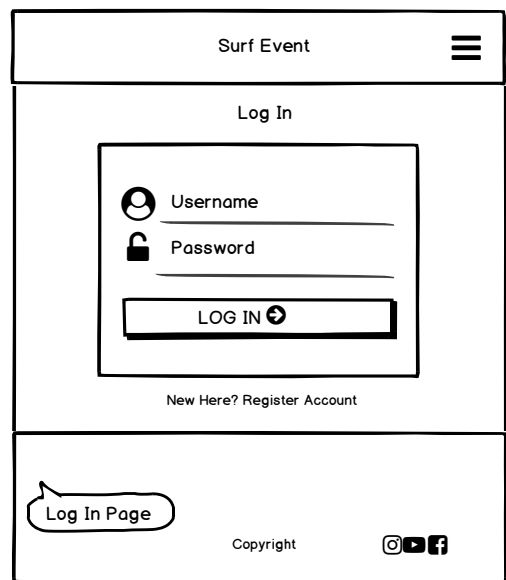 Surf Event
Log In
Username
Password
LOG IN
New Here? Register Account
Log In Page
Copyright